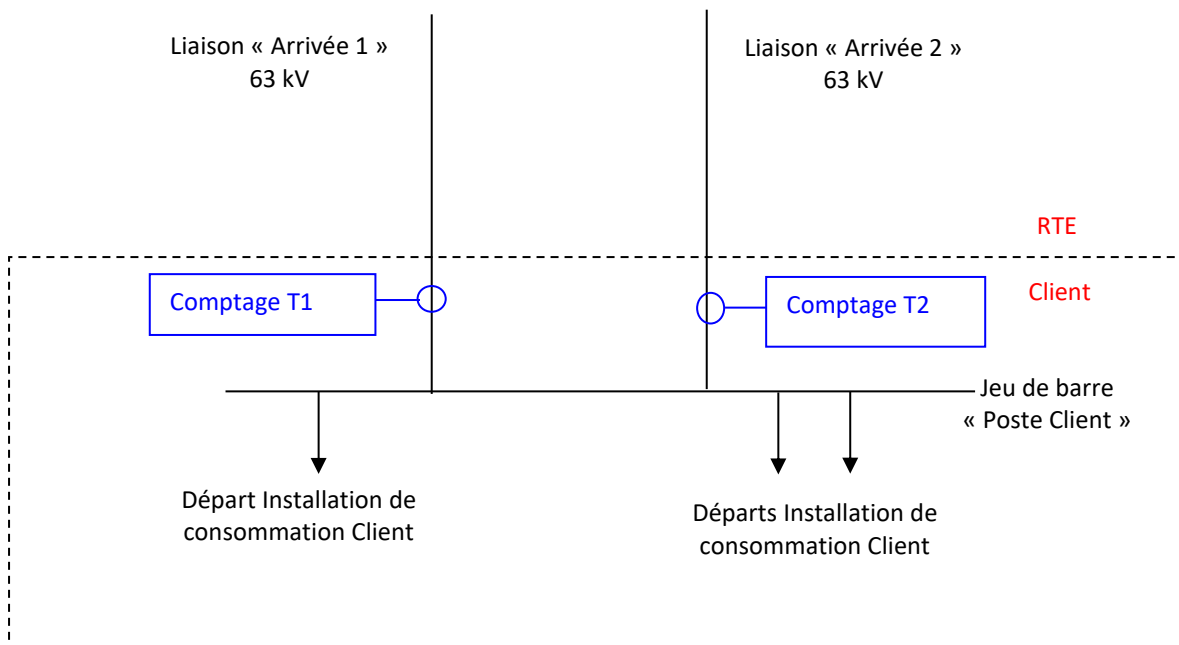 Liaison « Arrivée 1 »
63 kV
Liaison « Arrivée 2 »
63 kV
RTE
Client
Comptage T1
Comptage T2
Jeu de barre
« Poste Client »
Départ Installation de
consommation Client
Départs Installation de
consommation Client